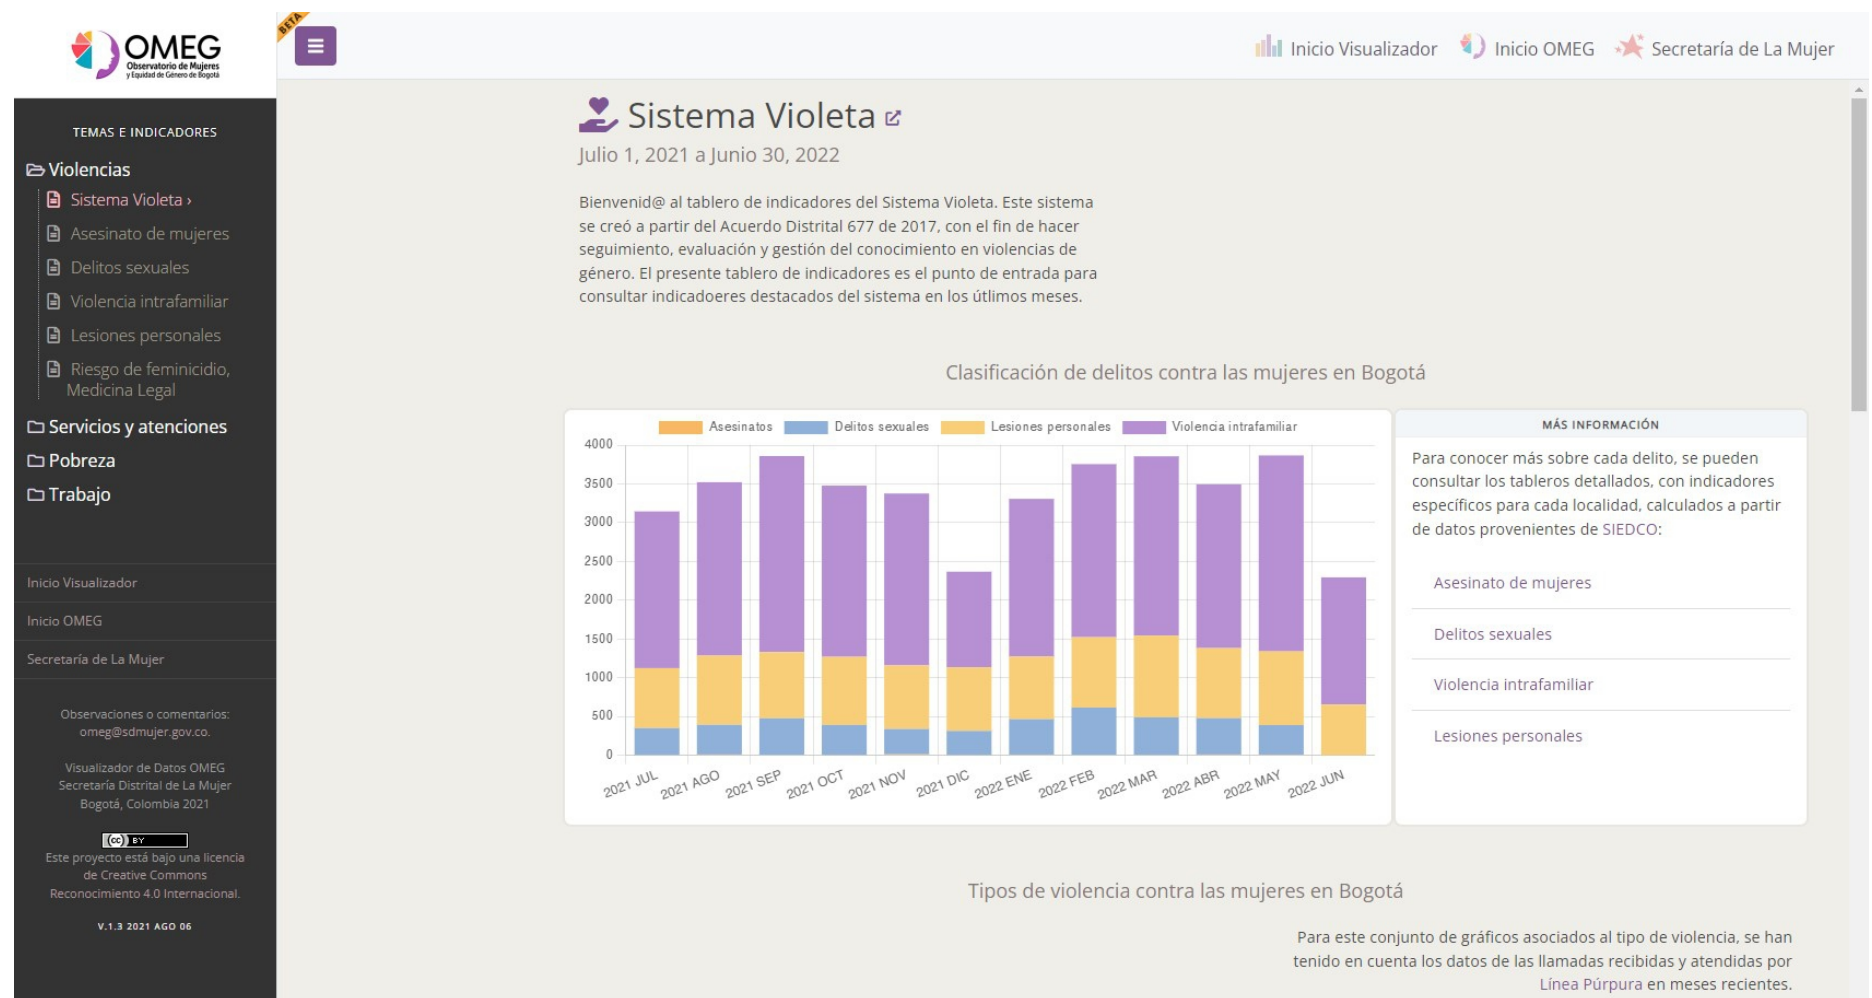 OMEG
Observatorio de Mujeres
y Equidad de Género de Bogotá
BETA
Inicio Visualizador
Inicio OMEG
Secretaría de La Mujer
TEMAS E INDICADORES
Violencias
Sistema Violeta ›
Asesinato de mujeres
Delitos sexuales
Violencia intrafamiliar
Lesiones personales
Riesgo de feminicidio,
Medicina Legal
Servicios y atenciones
Pobreza
Trabajo
Inicio Visualizador
Inicio OMEG
Secretaría de La Mujer
Observaciones o comentarios:
omeg@sdmujer.gov.co.
Visualizador de Datos OMEG
Secretaría Distrital de La Mujer
Bogotá, Colombia 2021
(cc) BY
Este proyecto está bajo una licencia
de Creative Commons
Reconocimiento 4.0 Internacional.
V.1.3 2021 AGO 06
Sistema Violeta
Julio 1, 2021 a Junio 30, 2022
Bienvenid@ al tablero de indicadores del Sistema Violeta. Este sistema
se creó a partir del Acuerdo Distrital 677 de 2017, con el fin de hacer
seguimiento, evaluación y gestión del conocimiento en violencias de
género. El presente tablero de indicadores es el punto de entrada para
consultar indicadoeres destacados del sistema en los útlimos meses.
Clasificación de delitos contra las mujeres en Bogotá
Asesinatos Delitos sexuales Lesiones personales Violencia intrafamiliar
4000
3500
3000
2500
2000
1500
1000
500
0
2021 JUL 2021 AGO 2021 SEP 2021 OCT 2021 NOV 2021 DIC 2022 ENE 2022 FEB 2022 MAR 2022 ABR 2022 MAY 2022 JUN
MÁS INFORMACIÓN
Para conocer más sobre cada delito, se pueden
consultar los tableros detallados, con indicadores
específicos para cada localidad, calculados a partir
de datos provenientes de SIEDCO:
Asesinato de mujeres
Delitos sexuales
Violencia intrafamiliar
Lesiones personales
Tipos de violencia contra las mujeres en Bogotá
Para este conjunto de gráficos asociados al tipo de violencia, se han
tenido en cuenta los datos de las llamadas recibidas y atendidas por
Línea Púrpura en meses recientes.